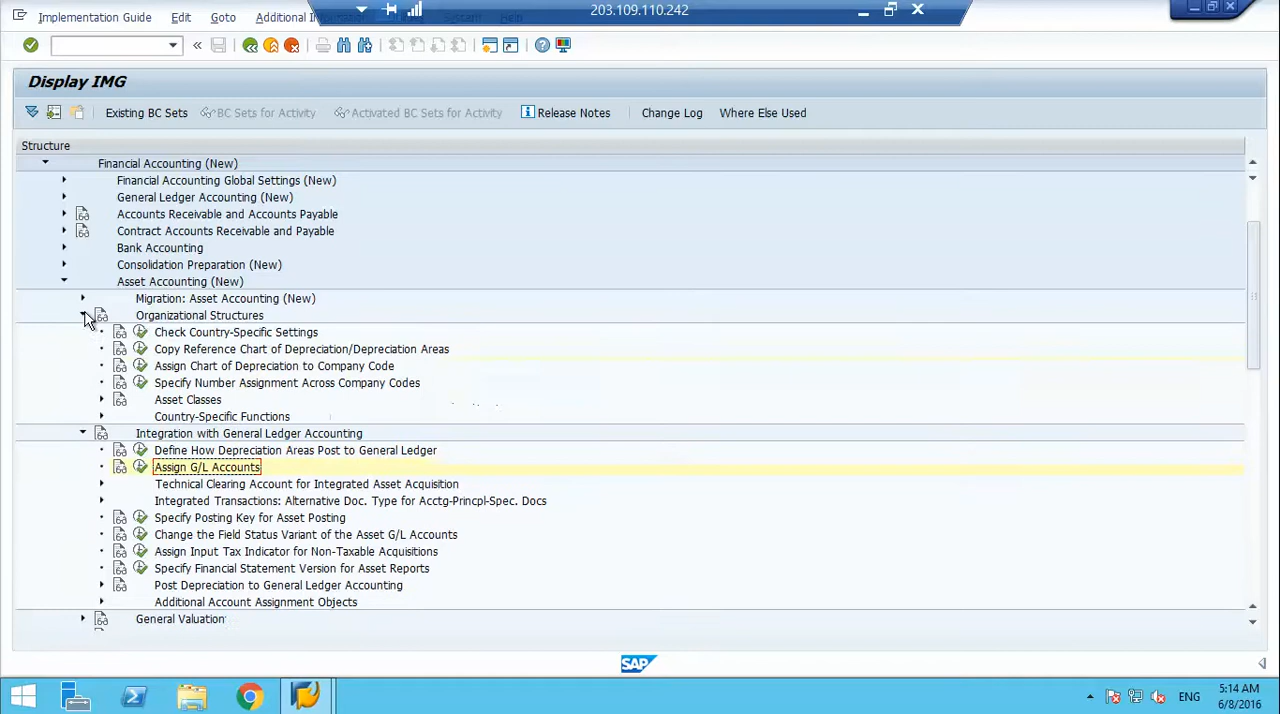 203.109.110.242
Implementation Guide Edit Goto Additional Information System Help
Display IMG
Existing BC Sets BC Sets for Activity Activated BC Sets for Activity Release Notes Change Log Where Else Used
Structure
Financial Accounting (New)
Financial Accounting Global Settings (New)
General Ledger Accounting (New)
Accounts Receivable and Accounts Payable
Contract Accounts Receivable and Payable
Bank Accounting
Consolidation Preparation (New)
Asset Accounting (New)
Migration: Asset Accounting (New)
Organizational Structures
Check Country-Specific Settings
Copy Reference Chart of Depreciation/Depreciation Areas
Assign Chart of Depreciation to Company Code
Specify Number Assignment Across Company Codes
Asset Classes
Country-Specific Functions
Integration with General Ledger Accounting
Define How Depreciation Areas Post to General Ledger
Assign G/L Accounts
Technical Clearing Account for Integrated Asset Acquisition
Integrated Transactions: Alternative Doc. Type for Acctg-Princpl-Spec. Docs
Specify Posting Key for Asset Posting
Change the Field Status Variant of the Asset G/L Accounts
Assign Input Tax Indicator for Non-Taxable Acquisitions
Specify Financial Statement Version for Asset Reports
Post Depreciation to General Ledger Accounting
Additional Account Assignment Objects
General Valuation
SAP
ENG
5:14 AM
6/8/2016